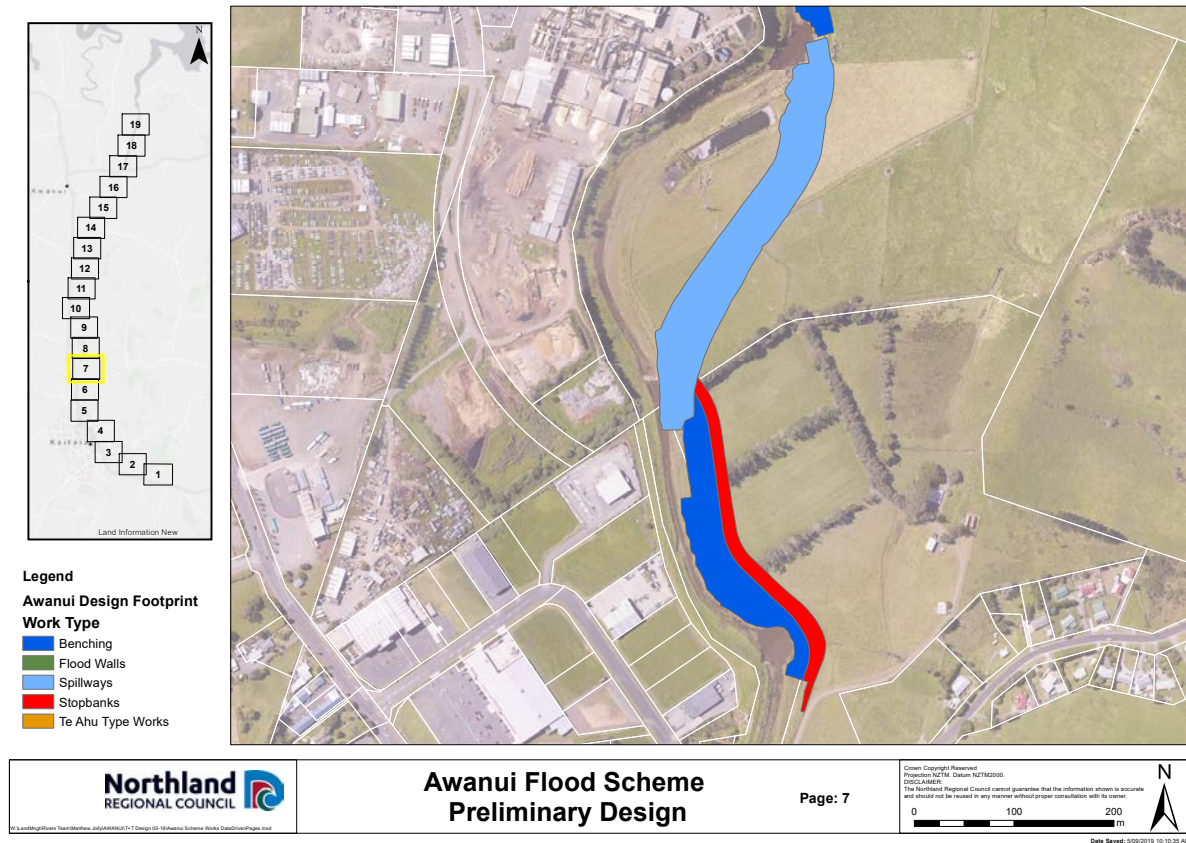 N
19
18
17
16
Awanui
15
14
13
12
11
10
9
8
7
6
5
4
Kaitaia
3
2
1
Land Information New
Legend
Awanui Design Footprint
Work Type
Benching
Flood Walls
Spillways
Stopbanks
Te Ahu Type Works
Northland
REGIONAL COUNCIL
Awanui Flood Scheme
Preliminary Design
Page: 7
Crown Copyright Reserved
Projection NZTM. Datum NZTM2000.
DISCLAIMER:
The Northland Regional Council cannot guarantee that the information shown is accurate
and should not be reused in any manner without proper consultation with its owner.
N
0 100 200
m
Date Saved: 5/09/2019 10:10:35 AM